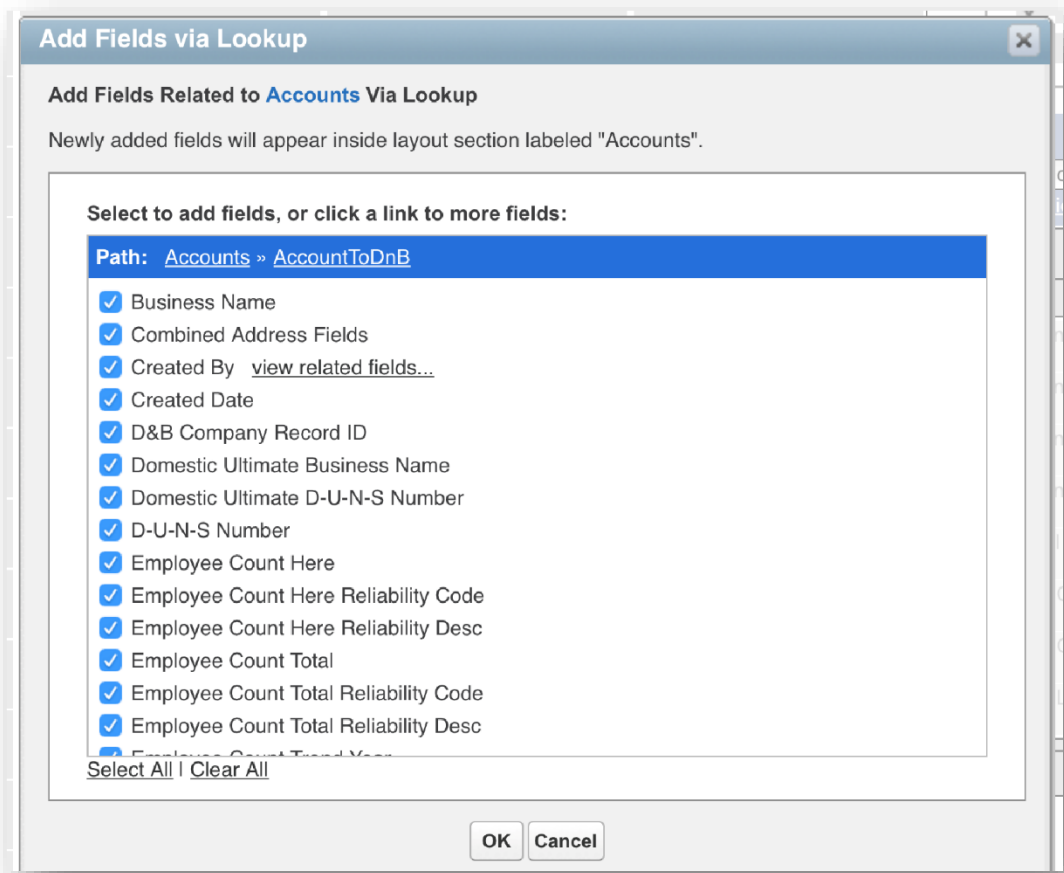 Add Fields via Lookup
Add Fields Related to Accounts Via Lookup
Newly added fields will appear inside layout section labeled "Accounts".
Select to add fields, or click a link to more fields:
Path: Accounts » AccountToDnB
Business Name
Combined Address Fields
Created By view related fields...
Created Date
D&B Company Record ID
Domestic Ultimate Business Name
Domestic Ultimate D-U-N-S Number
D-U-N-S Number
Employee Count Here
Employee Count Here Reliability Code
Employee Count Here Reliability Desc
Employee Count Total
Employee Count Total Reliability Code
Employee Count Total Reliability Desc
Employee Count Trend Year
Select All | Clear All
OK Cancel